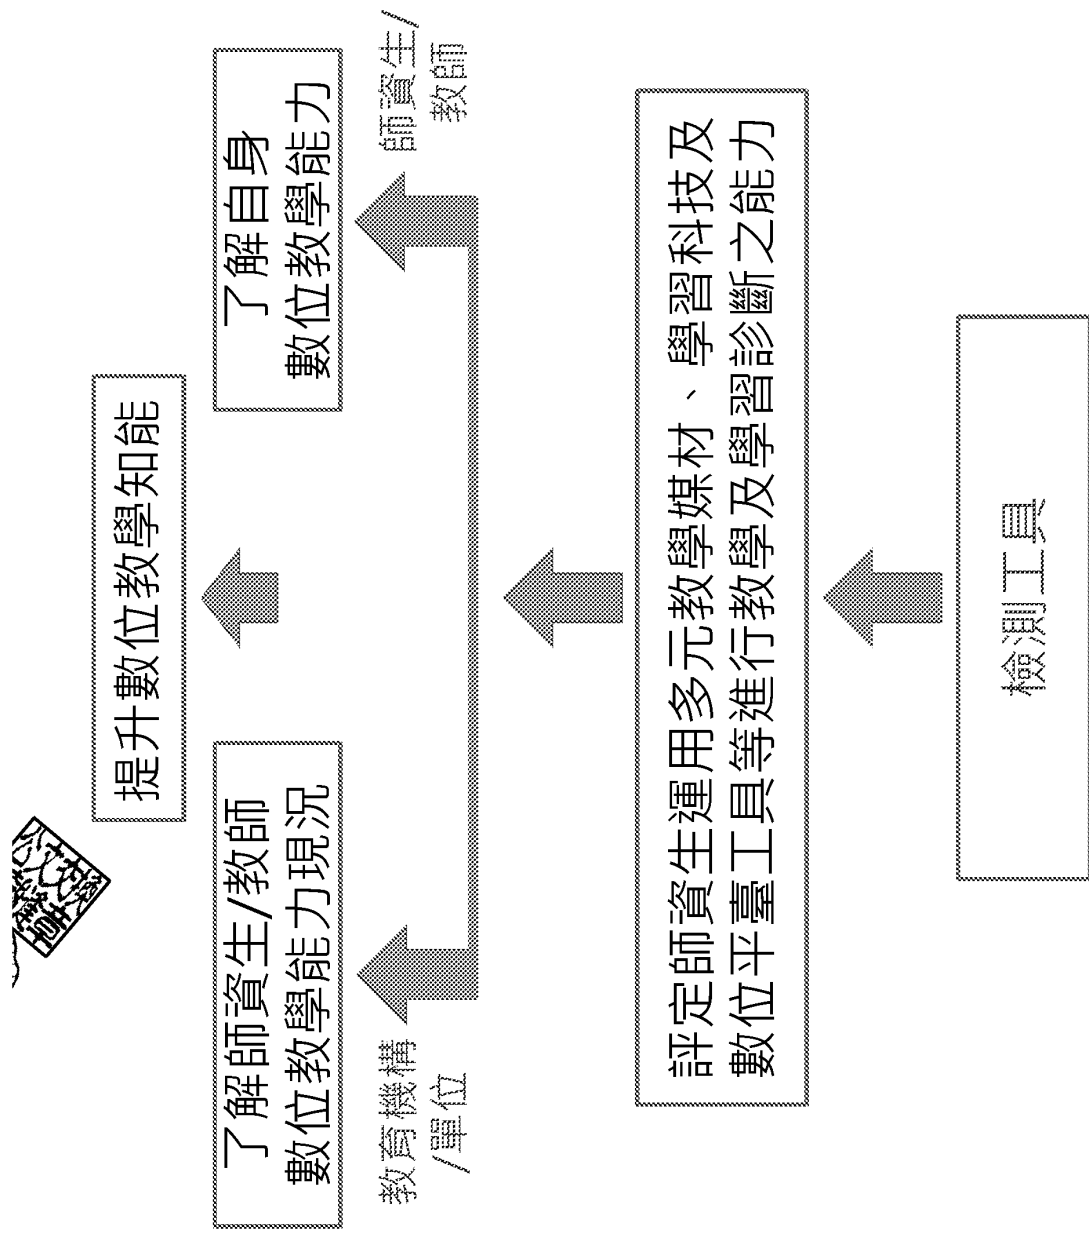 提升數位教學知能
了解師資生/教師
數位教學能力現況
了解自身
數位教學能力
教育機構
/單位
師資生/
教師
評定師資生運用多元教學媒材、學習科技及
數位平臺工具等進行教學及學習診斷之能力
檢測工具